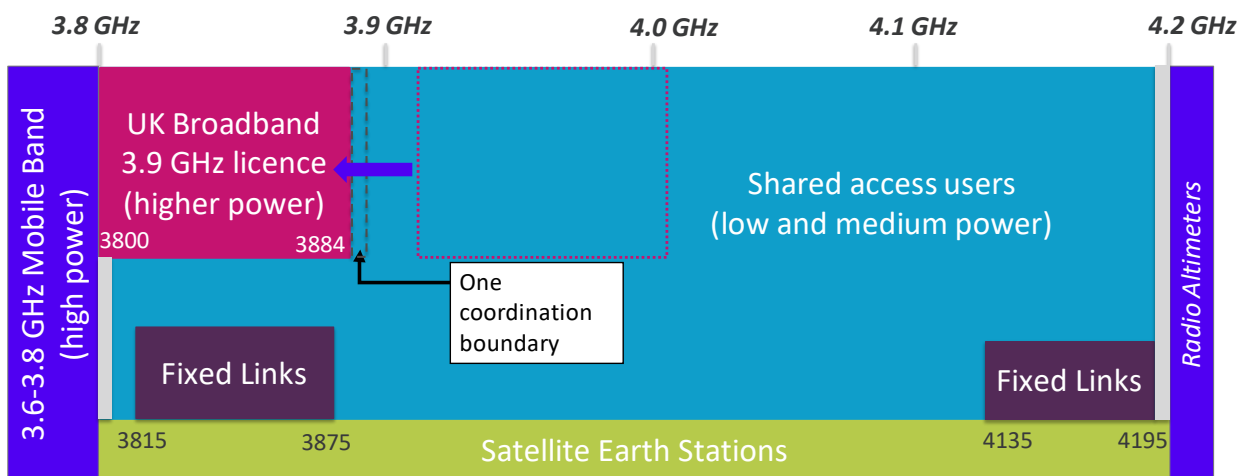 3.8 GHz
3.9 GHz
4.0 GHz
4.1 GHz
4.2 GHz
3.6-3.8 GHz Mobile Band
(high power)
UK Broadband
3.9 GHz licence
(higher power)
3800
3884
One
coordination
boundary
Shared access users
(low and medium power)
Radio Altimeters
Fixed Links
Fixed Links
3815
3875
4135
4195
Satellite Earth Stations